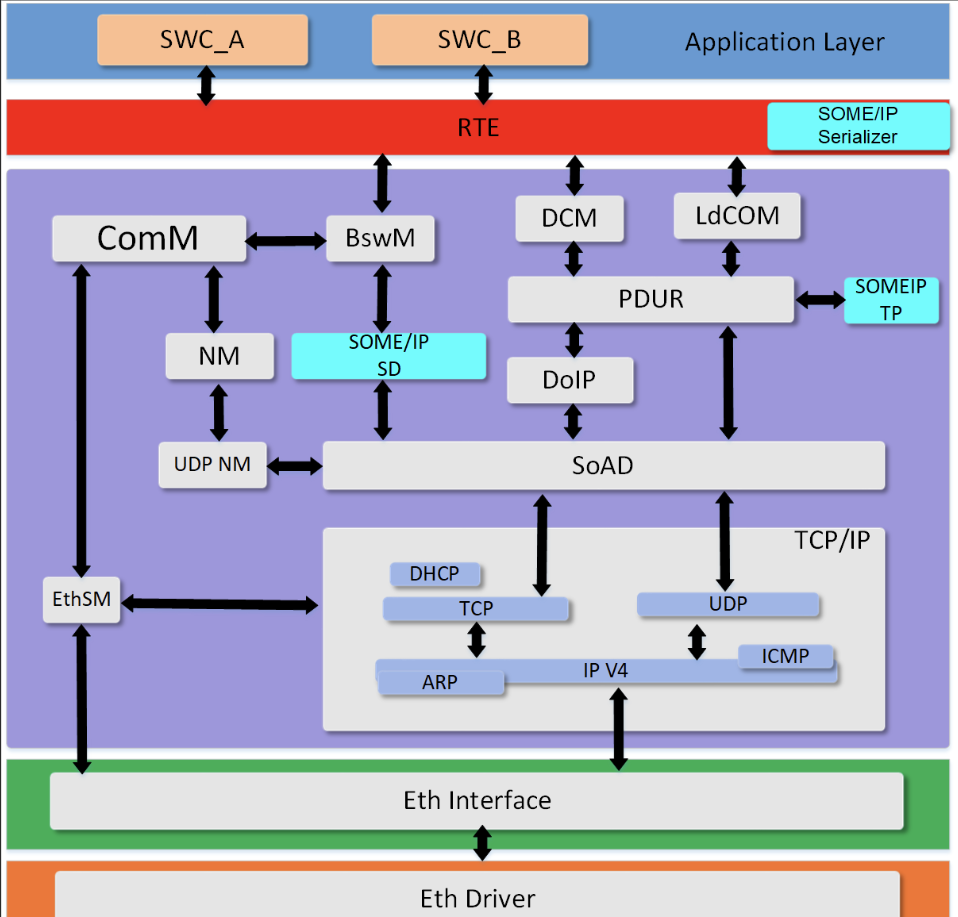 SWC_A
SWC_B
Application Layer
RTE
SOME/IP
Serializer
DCM
LdCOM
ComM
BswM
PDUR
SOMEIP
TP
NM
SOME/IP
SD
DoIP
UDP NM
SoAD
TCP/IP
DHCP
EthSM
TCP
UDP
ICMP
IP V4
ARP
Eth Interface
Eth Driver